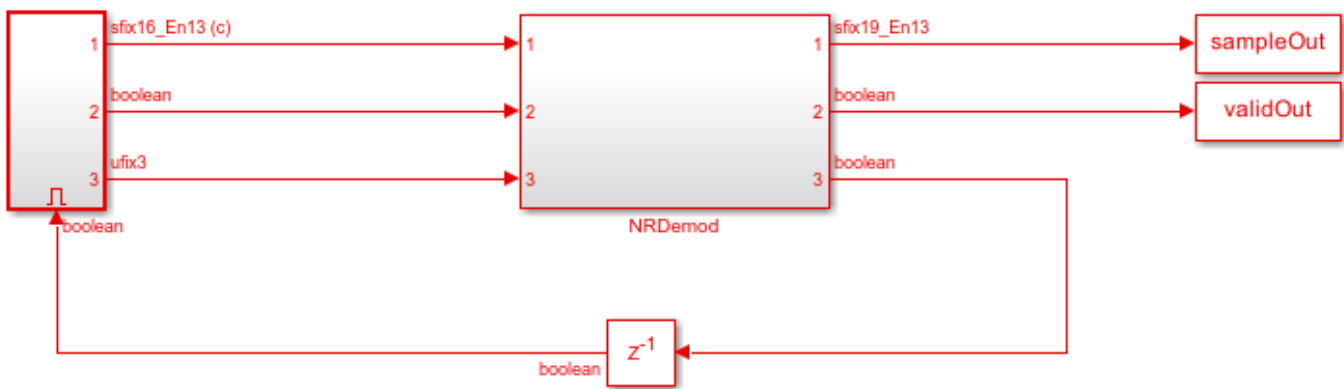 sfix16_En13 (c)
sfix19_En13
1
1
1
sampleOut
boolean
boolean
2
2
2
validOut
ufix3
boolean
3
3
3
boolean
NRDemod
z-1
boolean